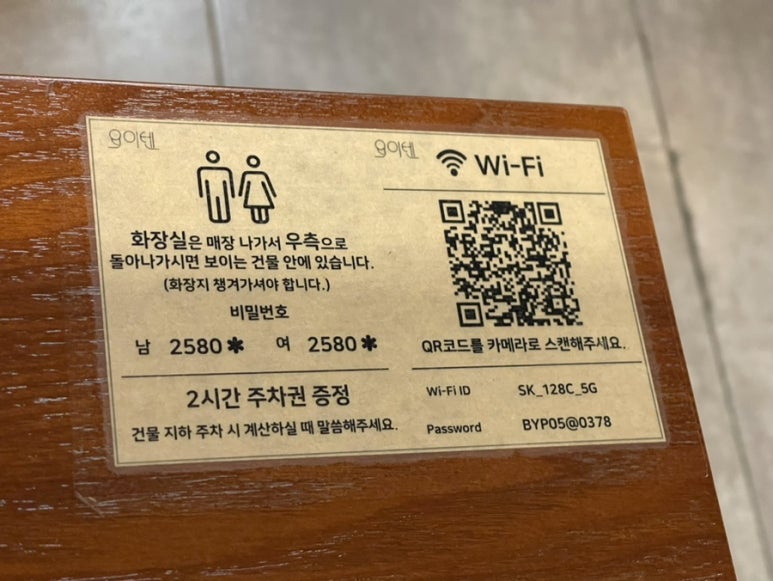 용이텐
화장실은 매장 나가서 우측으로
돌아나가시면 보이는 건물 안에 있습니다.
(화장지 챙겨가셔야 합니다.)
비밀번호
남 2580* 여 2580*
2시간 주차권 증정
건물 지하 주차 시 계산하실 때 말씀해주세요.
용이텐
Wi-Fi
QR코드를 카메라로 스캔해주세요.
Wi-Fi ID SK_128C_5G
Password BYP05@0378